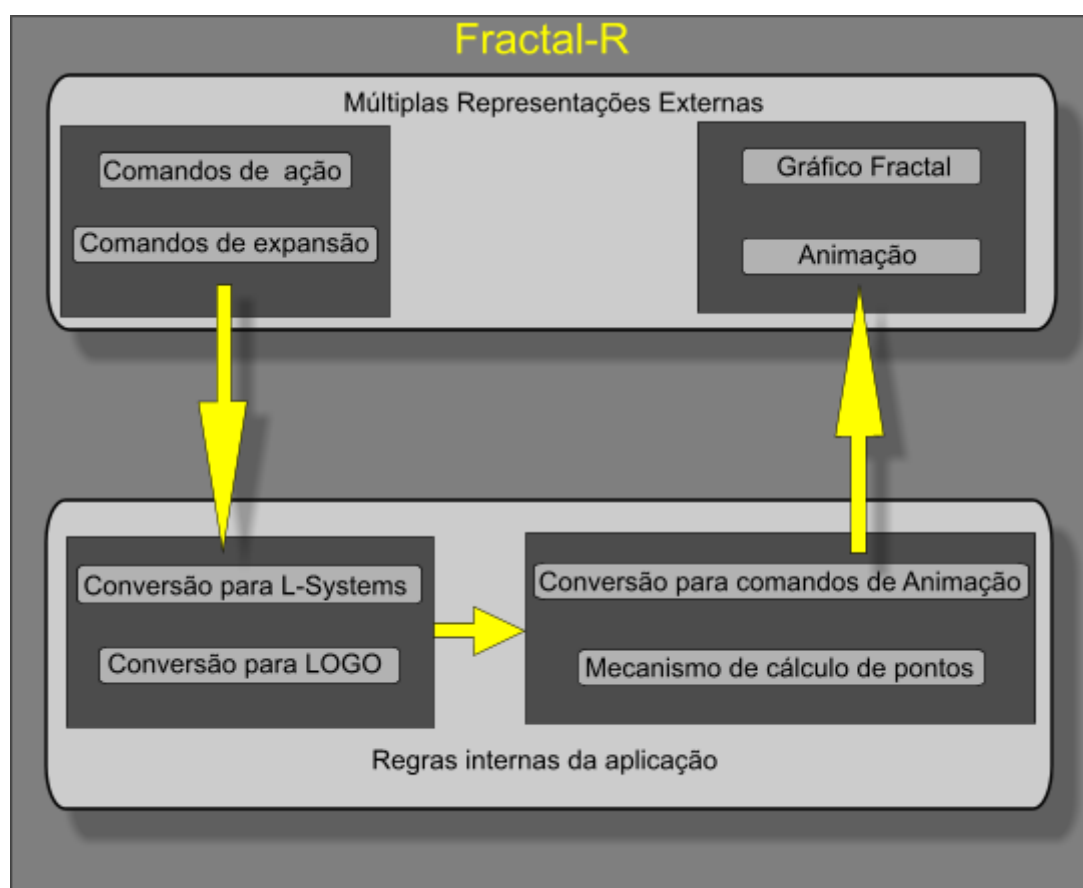 Fractal-R
Múltiplas Representações Externas
Comandos de ação
Comandos de expansão
Gráfico Fractal
Animação
Conversão para L-Systems
Conversão para LOGO
Conversão para comandos de Animação
Mecanismo de cálculo de pontos
Regras internas da aplicação